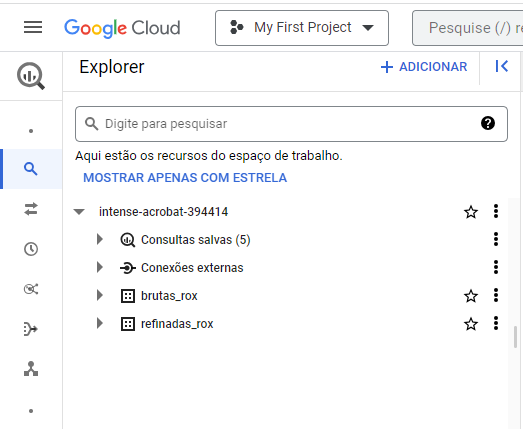 Google Cloud
My First Project
Pesquise (/) re
Explorer
+ ADICIONAR
Digite para pesquisar
Aqui estão os recursos do espaço de trabalho.
MOSTRAR APENAS COM ESTRELA
intense-acrobat-394414
Consultas salvas (5)
Conexões externas
brutas_rox
refinadas_rox